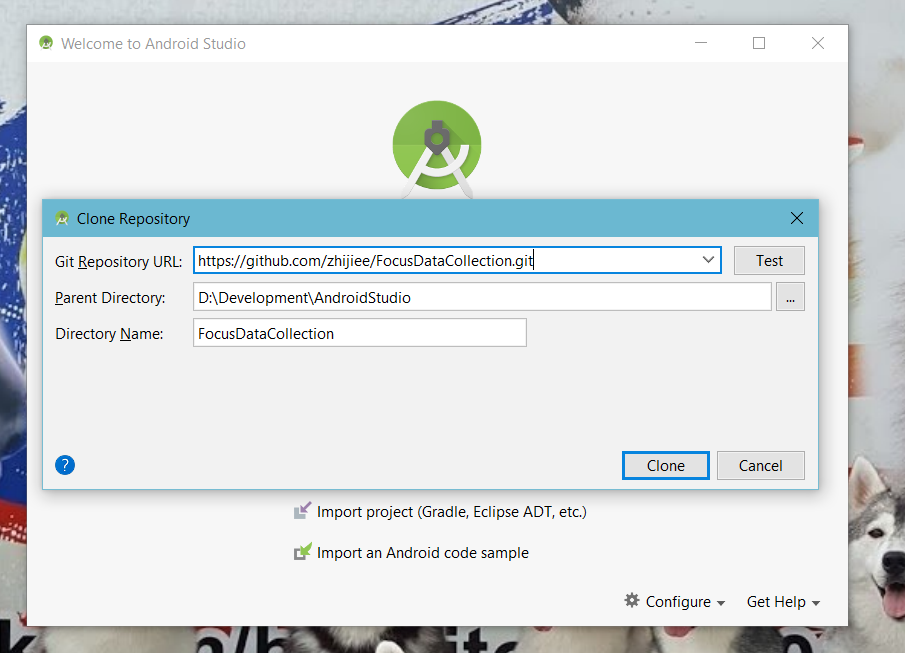 Welcome to Android Studio
Clone Repository
Git Repository URL: https://github.com/zhijiee/FocusDataCollection.git Test
Parent Directory: D:\Development\AndroidStudio ...
Directory Name: FocusDataCollection
? Clone Cancel
Import project (Gradle, Eclipse ADT, etc.)
Import an Android code sample
Configure Get Help